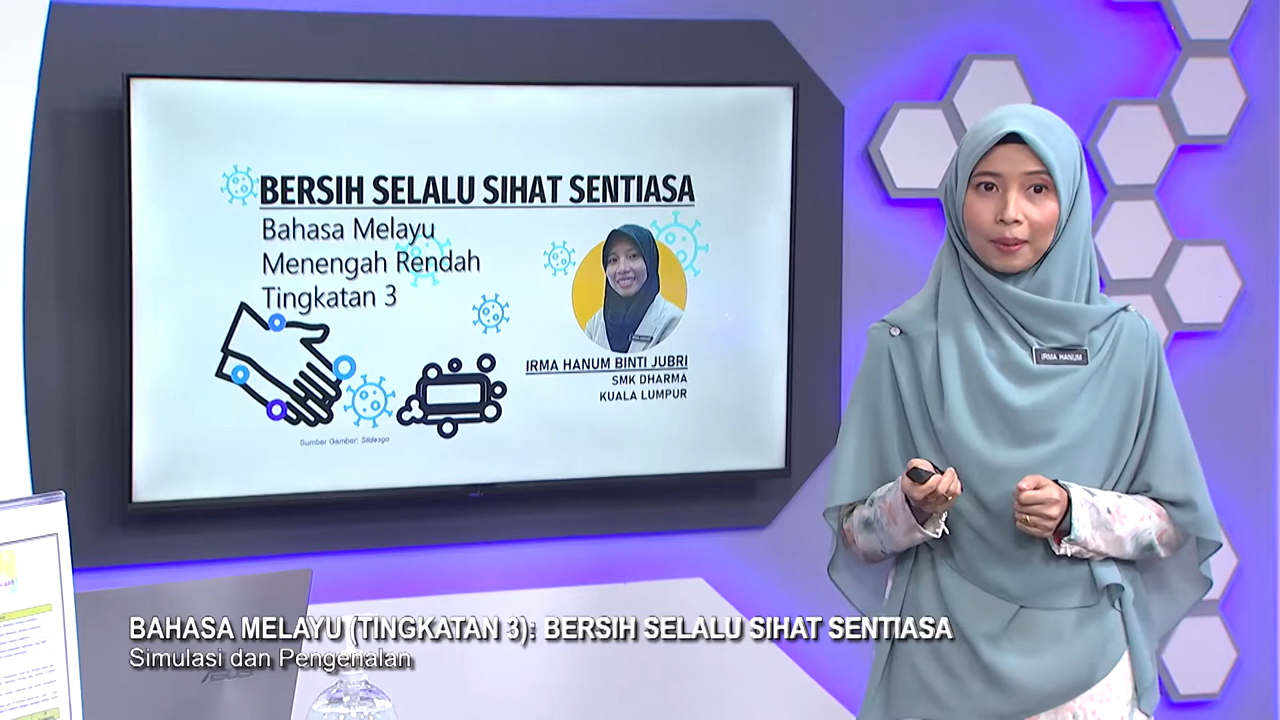 BERSIH SELALU SIHAT SENTIASA
Bahasa Melayu
Menengah Rendah
Tingkatan 3
IRMA HANUM BINTI JUBRI
SMK DHARMA
KUALA LUMPUR
Sumber Gambar: Slidesgo
IRMA HANUM
BAHASA MELAYU (TINGKATAN 3): BERSIH SELALU SIHAT SENTIASA
Simulasi dan Pengenalan
ASUS